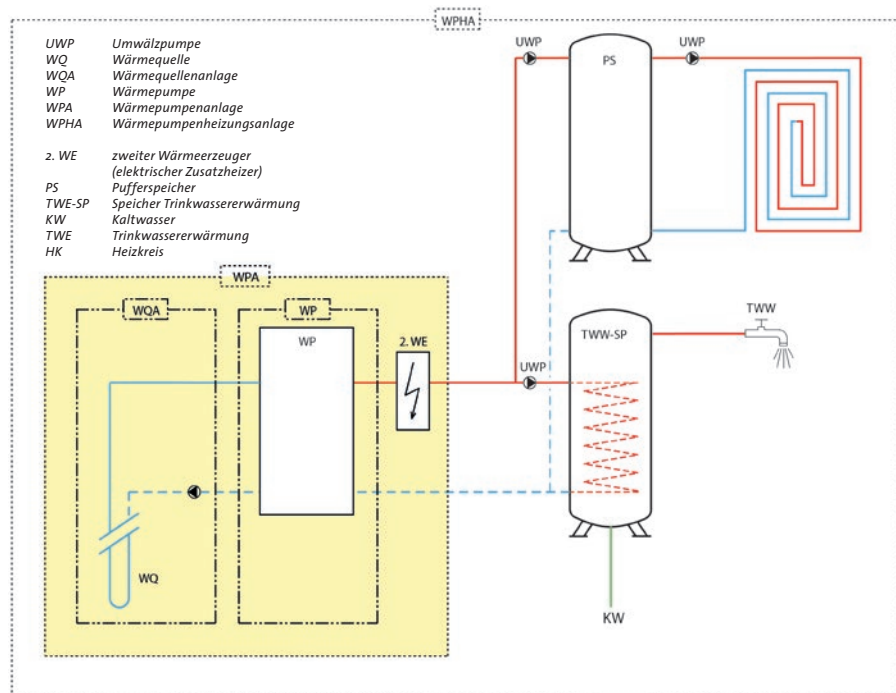 WPHA
UWP Umwälzpumpe
WQ Wärmequelle
WQA Wärmequellenanlage
WP Wärmepumpe
WPA Wärmepumpenanlage
WPHA Wärmepumpenheizungsanlage
2. WE zweiter Wärmeerzeuger
(elektrischer Zusatzheizer)
PS Pufferspeicher
TWE-SP Speicher Trinkwassererwärmung
KW Kaltwasser
TWE Trinkwassererwärmung
HK Heizkreis
UWP
PS
UWP
WPA
WQA
WP
WP
2. WE
UWP
TWW-SP
TWW
WQ
KW